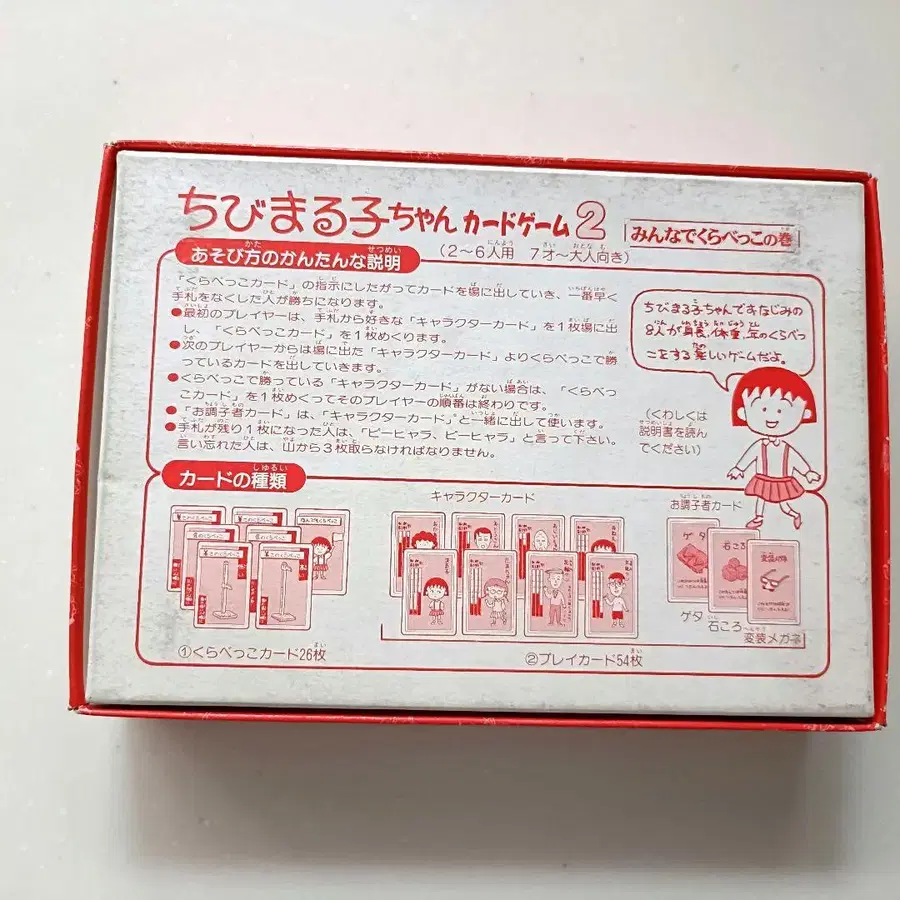 ちびまる子ちゃん カードゲーム2
みんなでくらべっこの巻
あそび方のかんたんな説明
(2〜6人用 7才〜大人向き)
「くらべっこカード」の指示にしたがってカードを場に出していき、一番早く
手札をなくした人が勝ちになります。
●最初のプレイヤーは、手札から好きな「キャラクターカード」を1枚場に出
し、「くらべっこカード」を1枚めくります。
●次のプレイヤーからは場に出た「キャラクターカード」よりくらべっこで勝
っているカードを出していきます。
●くらべっこで勝っている「キャラクターカード」がない場合は、「くらべっ
こカード」を1枚めくってそのプレイヤーの順番は終わりです。
●「お調子者カード」は、「キャラクターカード」と一緒に出して使います。
●手札が残り1枚になった人は、「ピーヒャラ、ピーヒャラ」と言って下さい。
言い忘れた人は、山から3枚取らなければなりません。
ちびまる子ちゃんでおなじみの
8人が身長、体重、足のくらべっ
こをする楽しいゲームだよ。
(くわしくは
説明書を読ん
でください)
カードの種類
キャラクターカード
お調子者カード
ゲタ
石ころ
変装メガネ
①くらべっこカード26枚
②プレイカード54枚